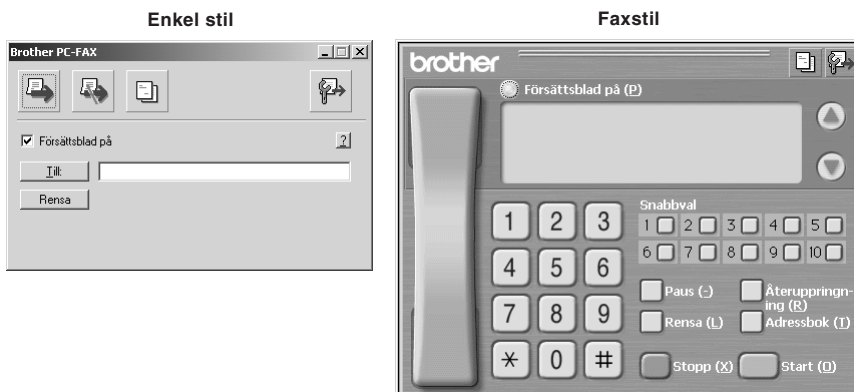 Enkel stil
Brother PC-FAX
Försättsblad på
?
Till:
Rensa
Faxstil
brother
Försättsblad på (P)
Snabbval
1 2 3 4 5
6 7 8 9 10
1 2 3
4 5 6
7 8 9
* 0 #
Paus (-)
Återuppringn-
ing (R)
Rensa (L)
Adressbok (T)
Stopp (X)
Start (O)